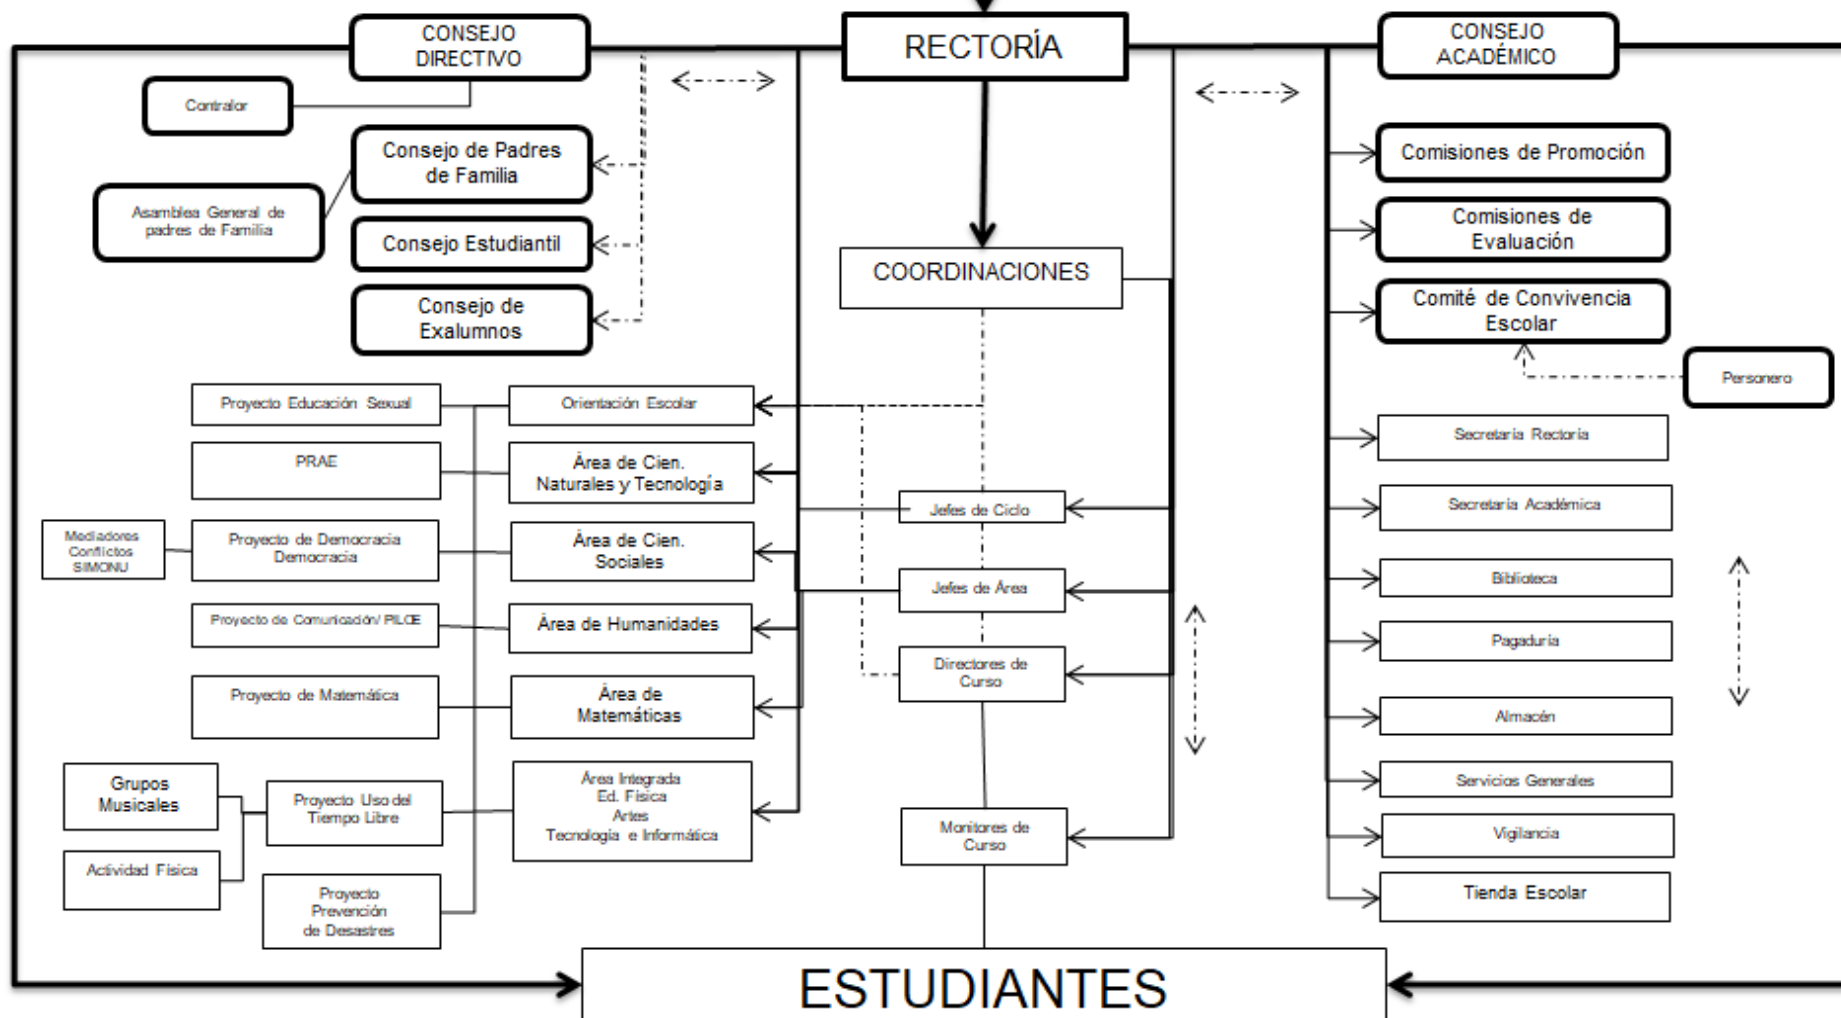 CONSEJO
DIRECTIVO
RECTORÍA
CONSEJO
ACADÉMICO
Contralor
Consejo de Padres
de Familia
Asamblea General de
padres de Familia
Consejo Estudiantil
Consejo de
Exalumnos
COORDINACIONES
Comisiones de Promoción
Comisiones de
Evaluación
Comité de Convivencia
Escolar
Personero
Proyecto Educación Sexual
Orientación Escolar
PRAE
Área de Cien.
Naturales y Tecnología
Mediadores
Conflictos
SIMONU
Proyecto de Democracia
Democracia
Área de Cien.
Sociales
Proyecto de Comunicación/ PILOE
Área de Humanidades
Proyecto de Matemática
Área de
Matemáticas
Grupos
Musicales
Actividad Física
Proyecto Uso del
Tiempo Libre
Área Integrada
Ed. Física
Artes
Tecnología e Informática
Proyecto
Prevención
de Desastres
Jefes de Ciclo
Jefes de Área
Directores de
Curso
Monitores de
Curso
Secretaría Rectoría
Secretaría Académica
Biblioteca
Pagaduría
Almacén
Servicios Generales
Vigilancia
Tienda Escolar
ESTUDIANTES